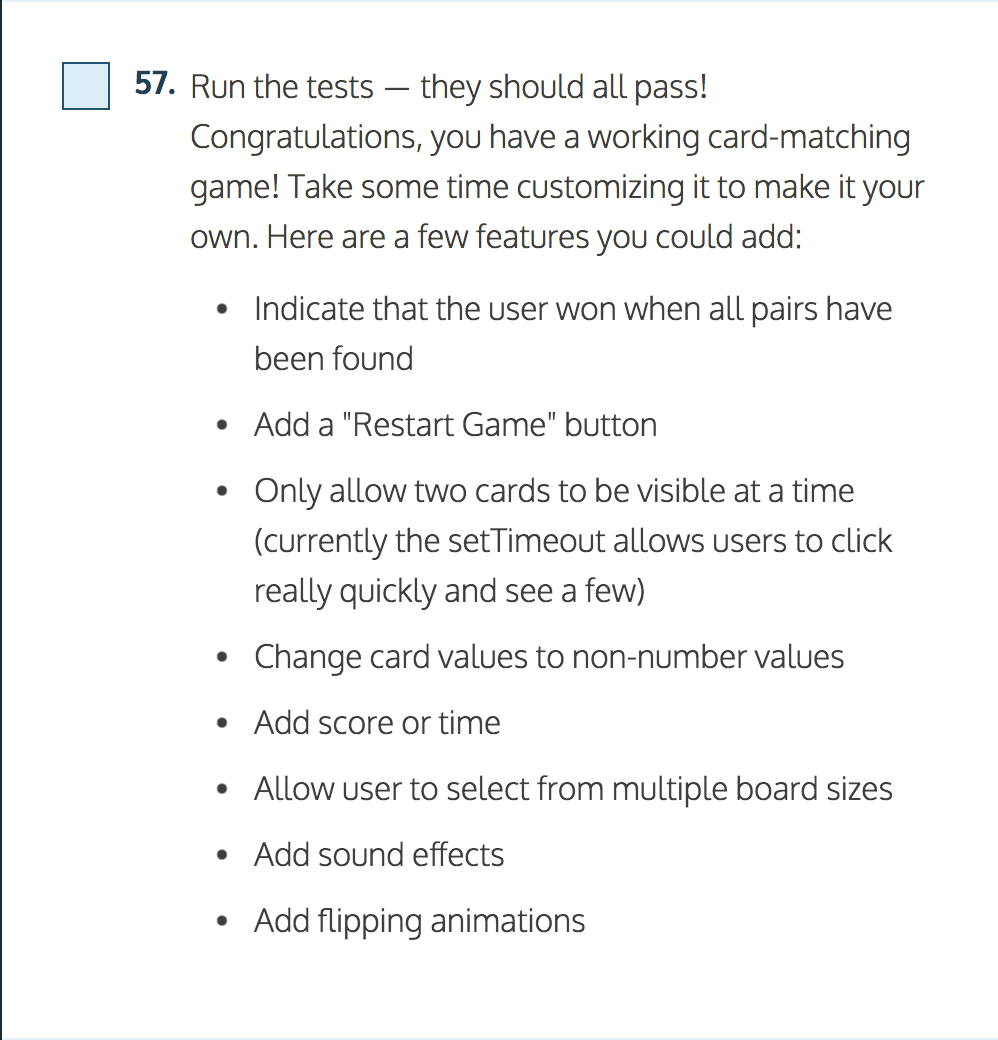 57. Run the tests — they should all pass!
Congratulations, you have a working card-matching
game! Take some time customizing it to make it your
own. Here are a few features you could add:
• Indicate that the user won when all pairs have
been found
• Add a "Restart Game" button
• Only allow two cards to be visible at a time
(currently the setTimeout allows users to click
really quickly and see a few)
• Change card values to non-number values
• Add score or time
• Allow user to select from multiple board sizes
• Add sound effects
• Add flipping animations